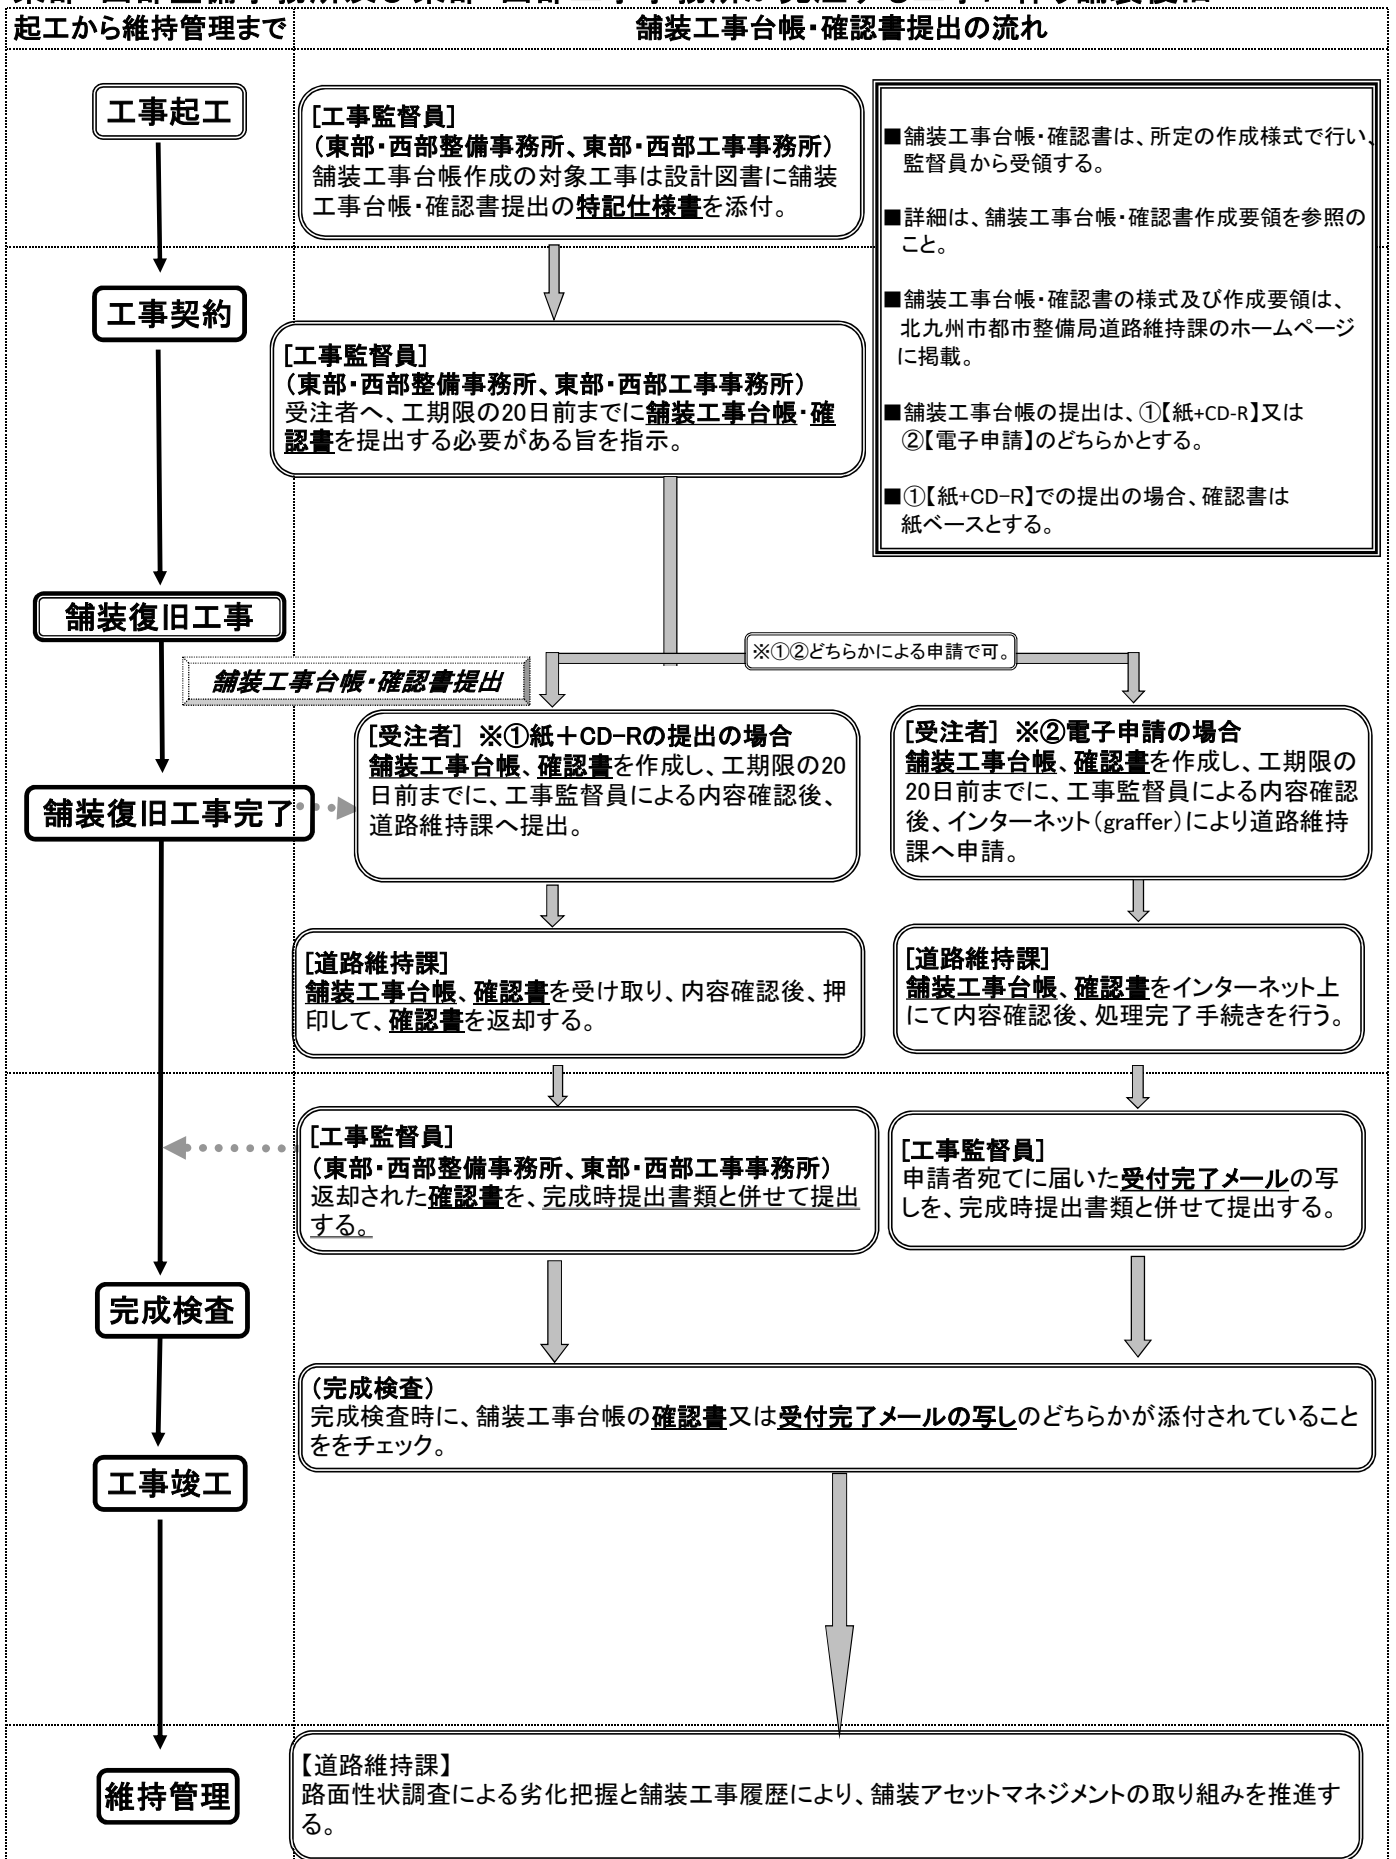 起工から維持管理まで
舗装工事台帳・確認書提出の流れ
工事起工
[工事監督員]
（東部・西部整備事務所、東部・西部工事事務所）
舗装工事台帳作成の対象工事は設計図書に舗装
工事台帳・確認書提出の特記仕様書を添付。
■舗装工事台帳・確認書は、所定の作成様式で行い、
監督員から受領する。
■詳細は、舗装工事台帳・確認書作成要領を参照の
こと。
■舗装工事台帳・確認書の様式及び作成要領は、
北九州市都市整備局道路維持課のホームページ
に掲載。
■舗装工事台帳の提出は、①【紙+CD-R】又は
②【電子申請】のどちらかとする。
■①【紙+CD-R】での提出の場合、確認書は
紙ベースとする。
工事契約
[工事監督員]
（東部・西部整備事務所、東部・西部工事事務所）
受注者へ、工期限の20日前までに舗装工事台帳・確
認書を提出する必要がある旨を指示。
舗装復旧工事
※①②どちらかによる申請で可。
舗装工事台帳・確認書提出
[受注者] ※①紙＋CD-Rの提出の場合
舗装工事台帳、確認書を作成し、工期限の20
日前までに、工事監督員による内容確認後、
道路維持課へ提出。
[受注者] ※②電子申請の場合
舗装工事台帳、確認書を作成し、工期限の
20日前までに、工事監督員による内容確認
後、インターネット（graffer）により道路維持
課へ申請。
舗装復旧工事完了
[道路維持課]
舗装工事台帳、確認書を受け取り、内容確認後、押
印して、確認書を返却する。
[道路維持課]
舗装工事台帳、確認書をインターネット上
にて内容確認後、処理完了手続きを行う。
[工事監督員]
（東部・西部整備事務所、東部・西部工事事務所）
返却された確認書を、完成時提出書類と併せて提出
する。
[工事監督員]
申請者宛てに届いた受付完了メールの写
しを、完成時提出書類と併せて提出する。
完成検査
（完成検査）
完成検査時に、舗装工事台帳の確認書又は受付完了メールの写しのどちらかが添付されていること
ををチェック。
工事竣工
維持管理
【道路維持課】
路面性状調査による劣化把握と舗装工事履歴により、舗装アセットマネジメントの取り組みを推進す
る。